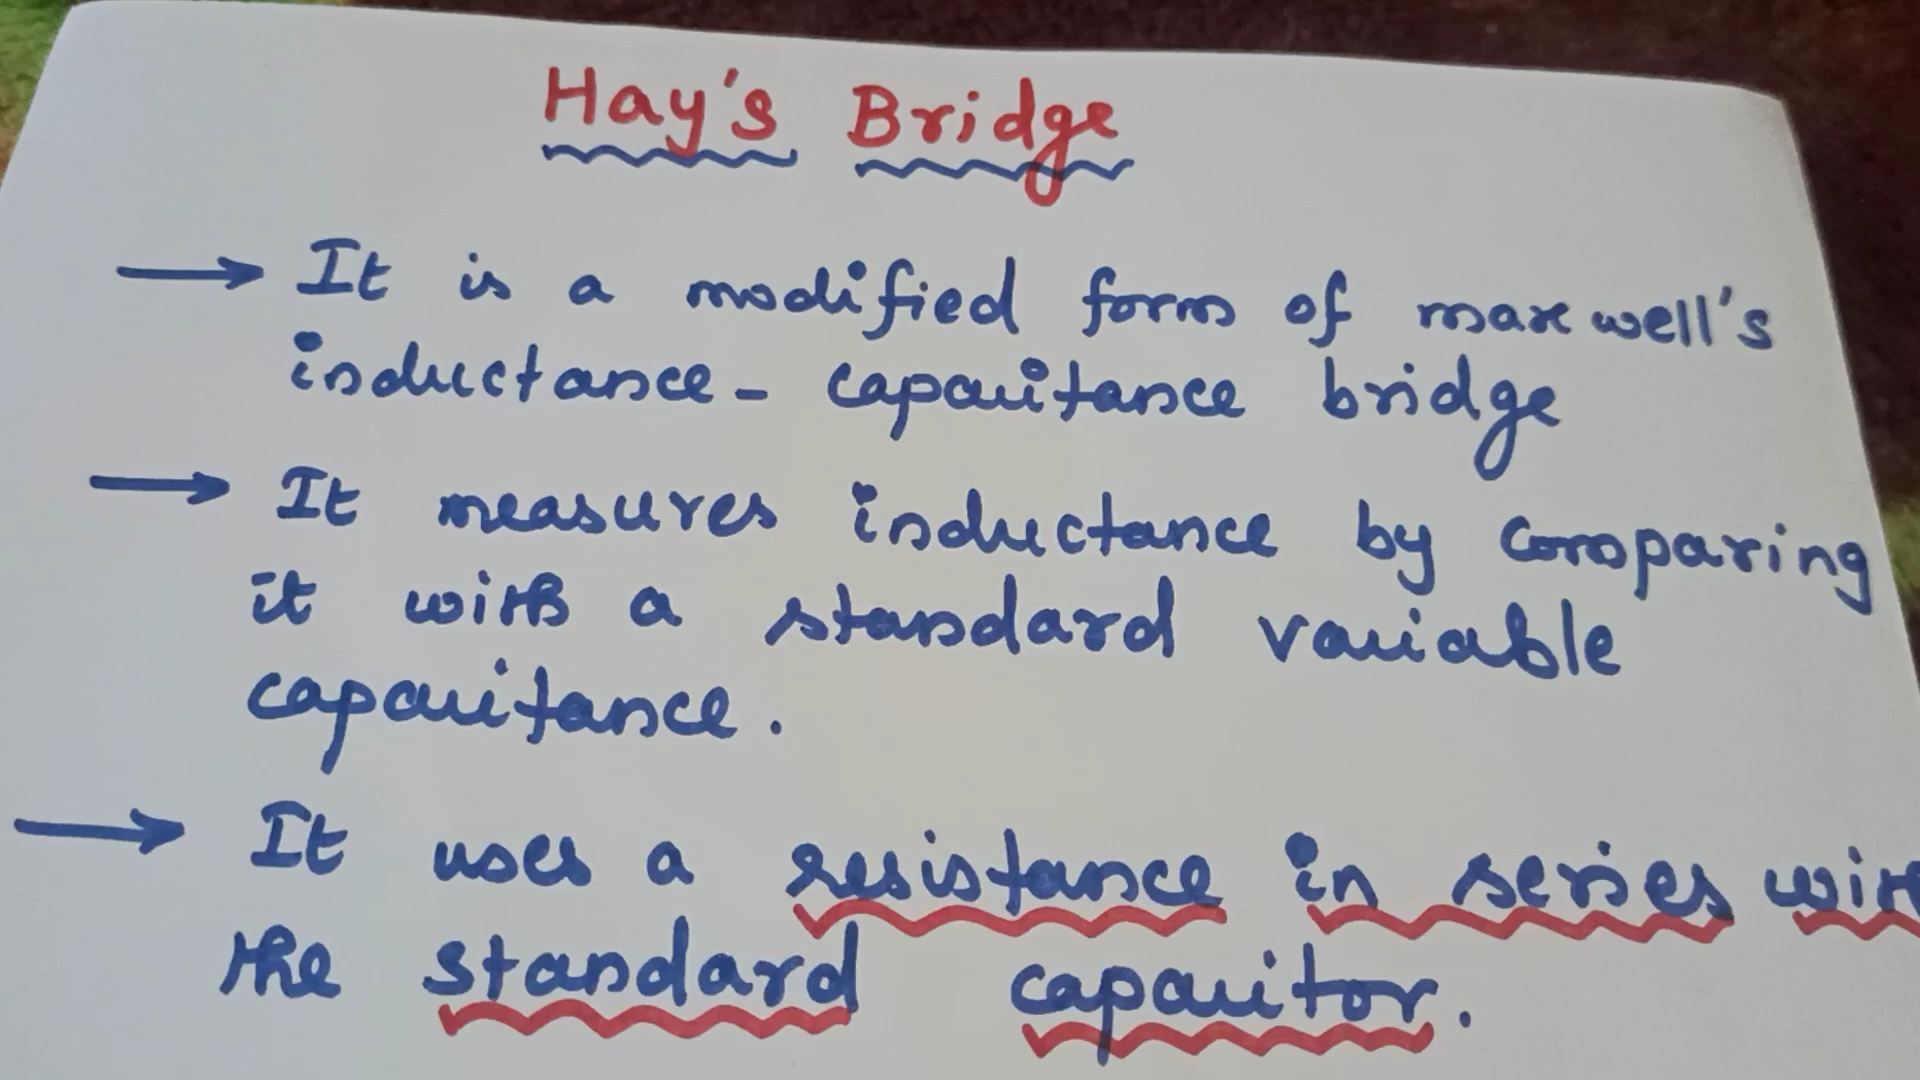 Hay's Bridge
→ It is a modified form of maxwell's
inductance - capacitance bridge
→ It measures inductance by comparing
it with a standard variable
capacitance.
→ It uses a resistance in series with
the standard capacitor.